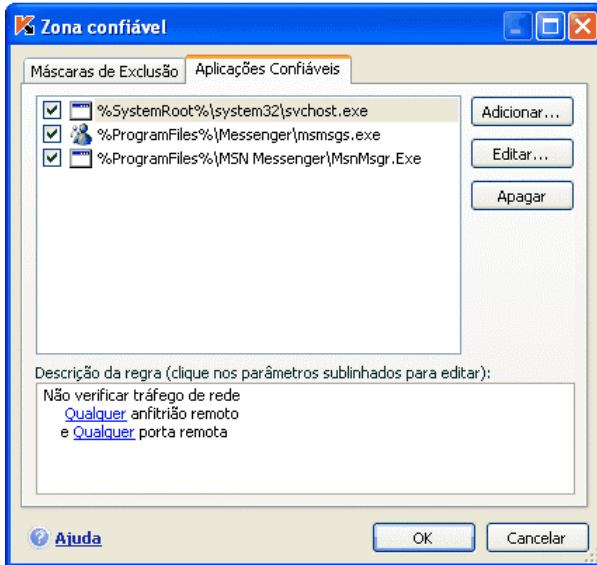 Zona confiável
Máscaras de Exclusão
Aplicações Confiáveis
%SystemRoot%\system32\svchost.exe
%ProgramFiles%\Messenger\msmsgs.exe
%ProgramFiles%\MSN Messenger\MsnMsgr.Exe
Adicionar...
Editar...
Apagar
Descrição da regra (clique nos parâmetros sublinhados para editar):
Não verificar tráfego de rede
Qualquer anfitrião remoto
e Qualquer porta remota
Ajuda
OK
Cancelar